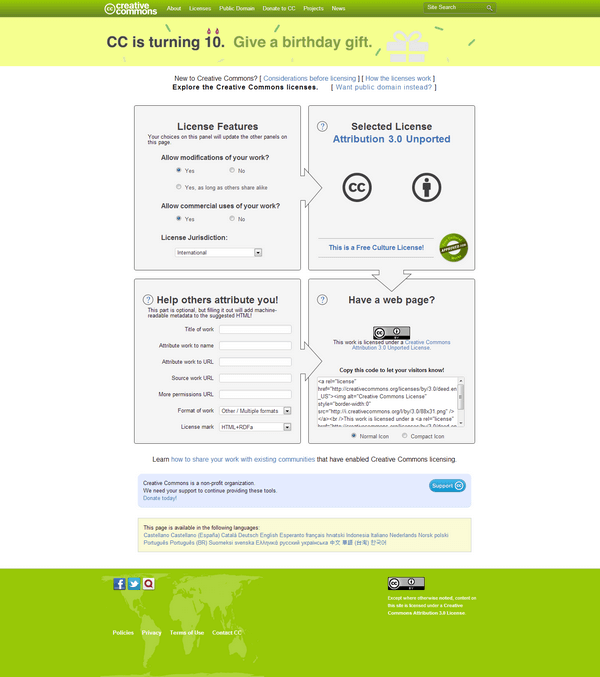 creative commons
About Licenses Public Domain Donate to CC Projects News
Site Search
CC is turning 10. Give a birthday gift.
New to Creative Commons? [ Considerations before licensing ] [ How the licenses work ]
Explore the Creative Commons licenses. [ Want public domain instead? ]
License Features
Your choices on this panel will update the other panels on
this page.
Allow modifications of your work?
Yes No
Yes, as long as others share alike
Allow commercial uses of your work?
Yes No
License Jurisdiction:
International
? Selected License
Attribution 3.0 Unported
cc
This is a Free Culture License!
? Help others attribute you!
This part is optional, but filling it out will add machine-
readable metadata to the suggested HTML!
Title of work
Attribute work to name
Attribute work to URL
Source work URL
More permissions URL
Format of work Other / Multiple formats
License mark HTML+RDFa
? Have a web page?
This work is licensed under a Creative Commons
Attribution 3.0 Unported License.
Copy this code to let your visitors know!
<a rel="license"
href="http://creativecommons.org/licenses/by/3.0/deed.en
_US"><img alt="Creative Commons License"
style="border-width:0"
src="http://i.creativecommons.org/l/by/3.0/88x31.png" />
</a><br />This work is licensed under a <a rel="license"
Normal Icon Compact Icon
Learn how to share your work with existing communities that have enabled Creative Commons licensing.
Creative Commons is a non-profit organization.
We need your support to continue providing these tools.
Donate today!
Support cc
This page is available in the following languages:
Castellano Castellano (España) Català Deutsch English Esperanto français hrvatski Indonesia Italiano Nederlands Norsk polski
Português Português (BR) Suomeksi svenska Ελληνικά русский українська 中文 華語 (台灣) 한국어
Policies Privacy Terms of Use Contact CC
Except where otherwise noted, content on
this site is licensed under a Creative
Commons Attribution 3.0 License